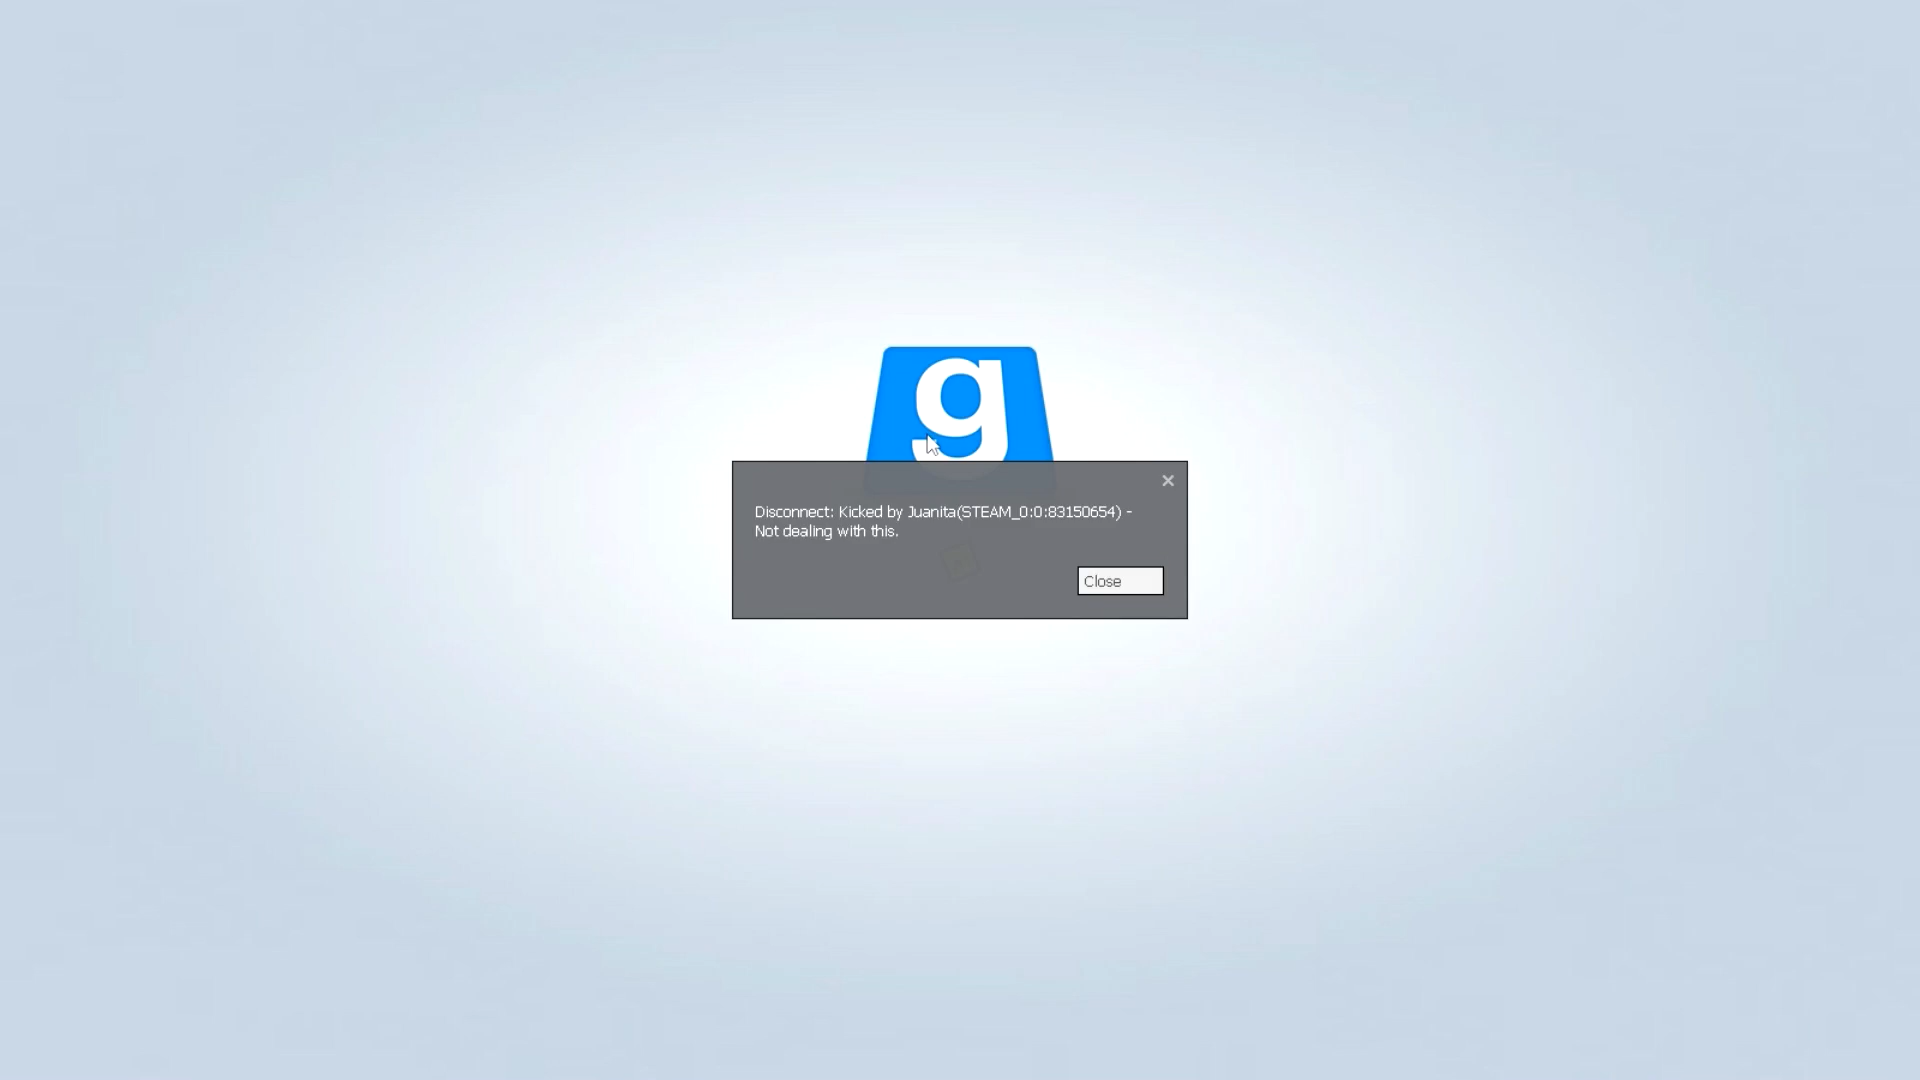 g
Disconnect: Kicked by Juanita(STEAM_0:0:83150654) -
Not dealing with this.
Close